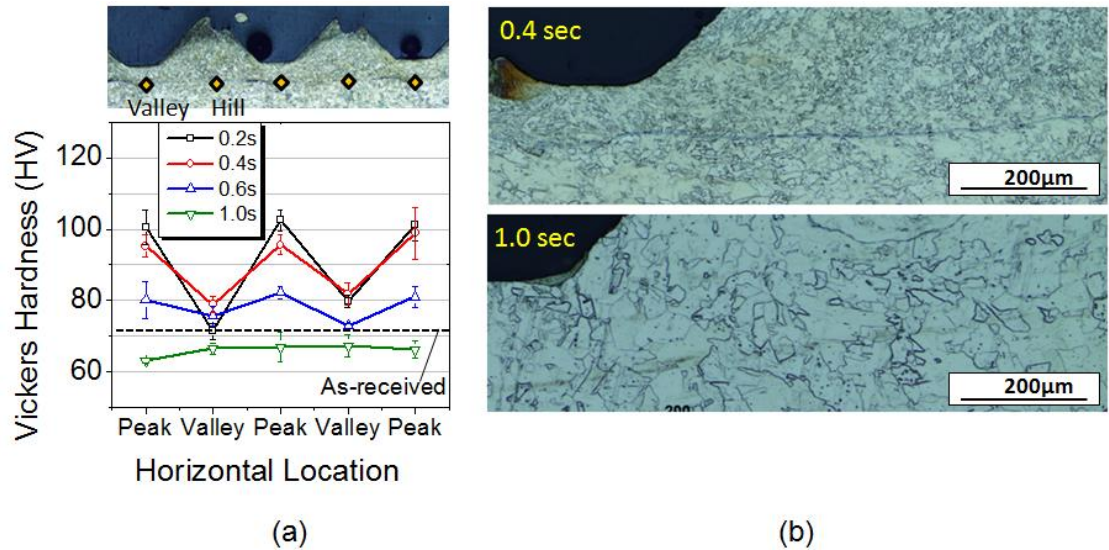 Valley Hill
Vickers Hardness (HV)
120
100
80
60
0.2s
0.4s
0.6s
1.0s
As-received
Peak Valley Peak Valley Peak
Horizontal Location
(a)
0.4 sec
200μm
1.0 sec
200μm
200
(b)